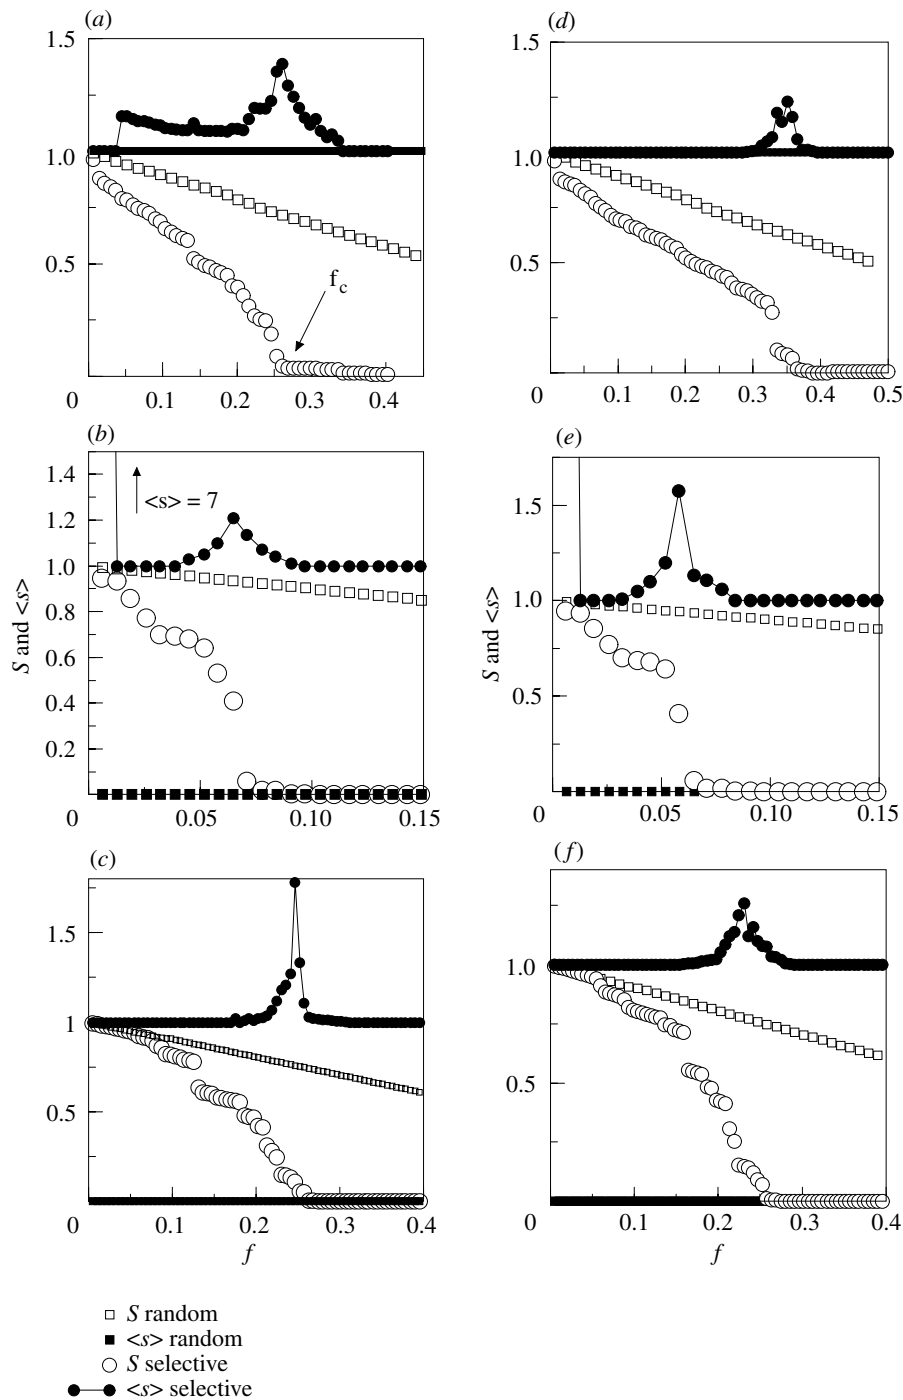 (a)
1.5
1.0
0.5
f_c
0 0.1 0.2 0.3 0.4
(d)
1.5
1.0
0.5
0 0.1 0.2 0.3 0.4 0.5
(b)
1.4
<s> = 7
1.2
1.0
0.8
0.6
0.4
0.2
S and <s>
0 0.05 0.10 0.15
(e)
1.5
1.0
0.5
S and <s>
0 0.05 0.10 0.15
(c)
1.5
1
0.5
0 0.1 0.2 0.3 0.4
f
(f)
1.0
0.5
0 0.1 0.2 0.3 0.4
f
S random
<s> random
S selective
<s> selective